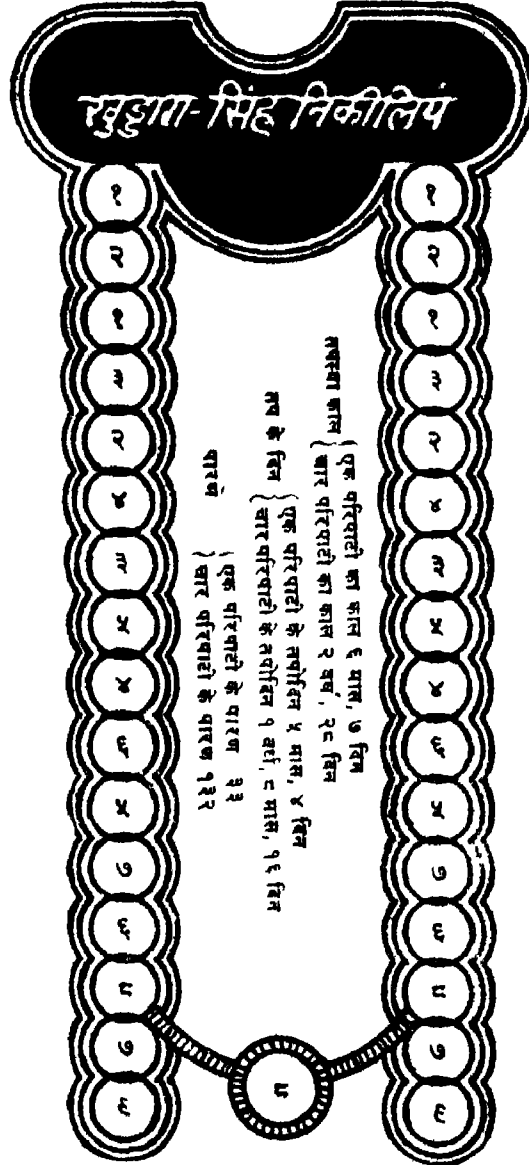 खुड्डाग-सिंह निकीलियं
१ १
२ २
१ १
३ ३
२ २
४ ४
३ ३
५ ५
४ ४
६ ६
५ ५
७ ७
६ ६
८ ८
७ ७
९ ९
८
तपस्या काल { एक परिपाटी का काल ६ मास, ७ दिन
चार परिपाटी का काल २ वर्ष, २८ दिन
तप के दिन { एक परिपाटी के तपोदिन ५ मास, ४ दिन
चार परिपाटी के तपोदिन १ वर्ष, ८ मास, १६ दिन
पारणे { एक परिपाटी के पारण ३३
चार परिपाटी के पारण १३२